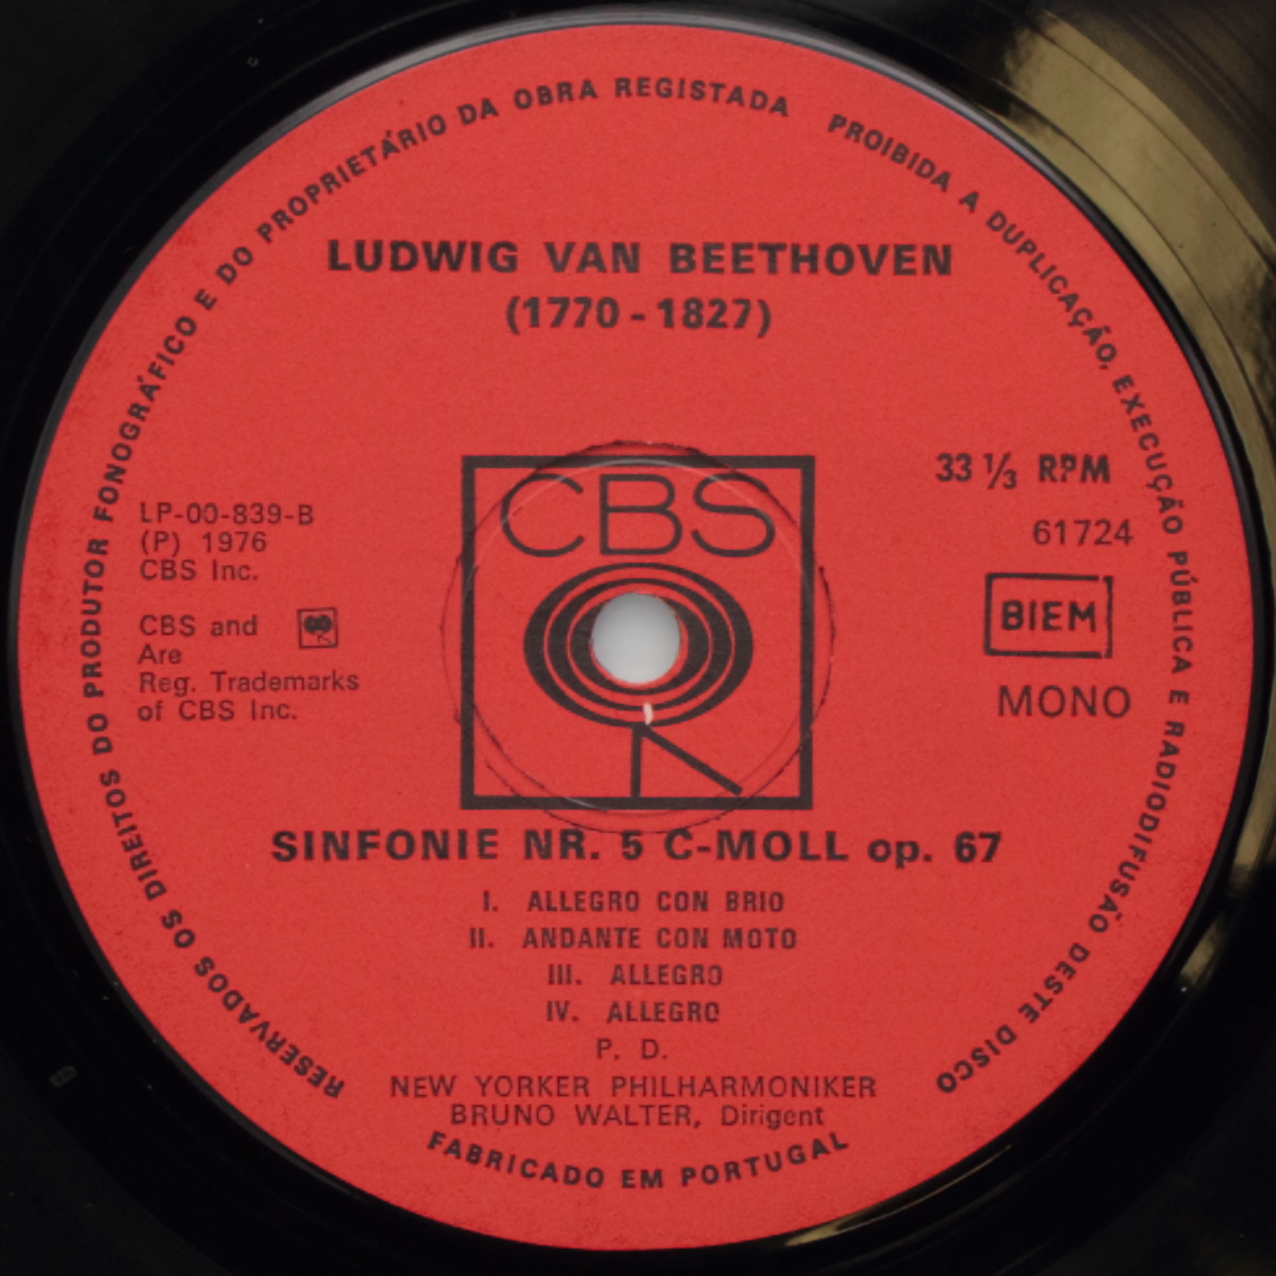 RESERVADOS OS DIREITOS DO PRODUTOR FONOGRÁFICO E DO PROPRIETÁRIO DA OBRA REGISTADA PROIBIDA A DUPLICAÇÃO, EXECUÇÃO PÚBLICA E RADIODIFUSÃO DESTE DISCO
LUDWIG VAN BEETHOVEN
(1770 - 1827)
CBS
33 1/3 RPM
61724
BIEM
MONO
LP-00-839-B
(P) 1976
CBS Inc.
CBS and
Are
Reg. Trademarks
of CBS Inc.
SINFONIE NR. 5 C-MOLL op. 67
I. ALLEGRO CON BRIO
II. ANDANTE CON MOTO
III. ALLEGRO
IV. ALLEGRO
P. D.
NEW YORKER PHILHARMONIKER
BRUNO WALTER, Dirigent
FABRICADO EM PORTUGAL